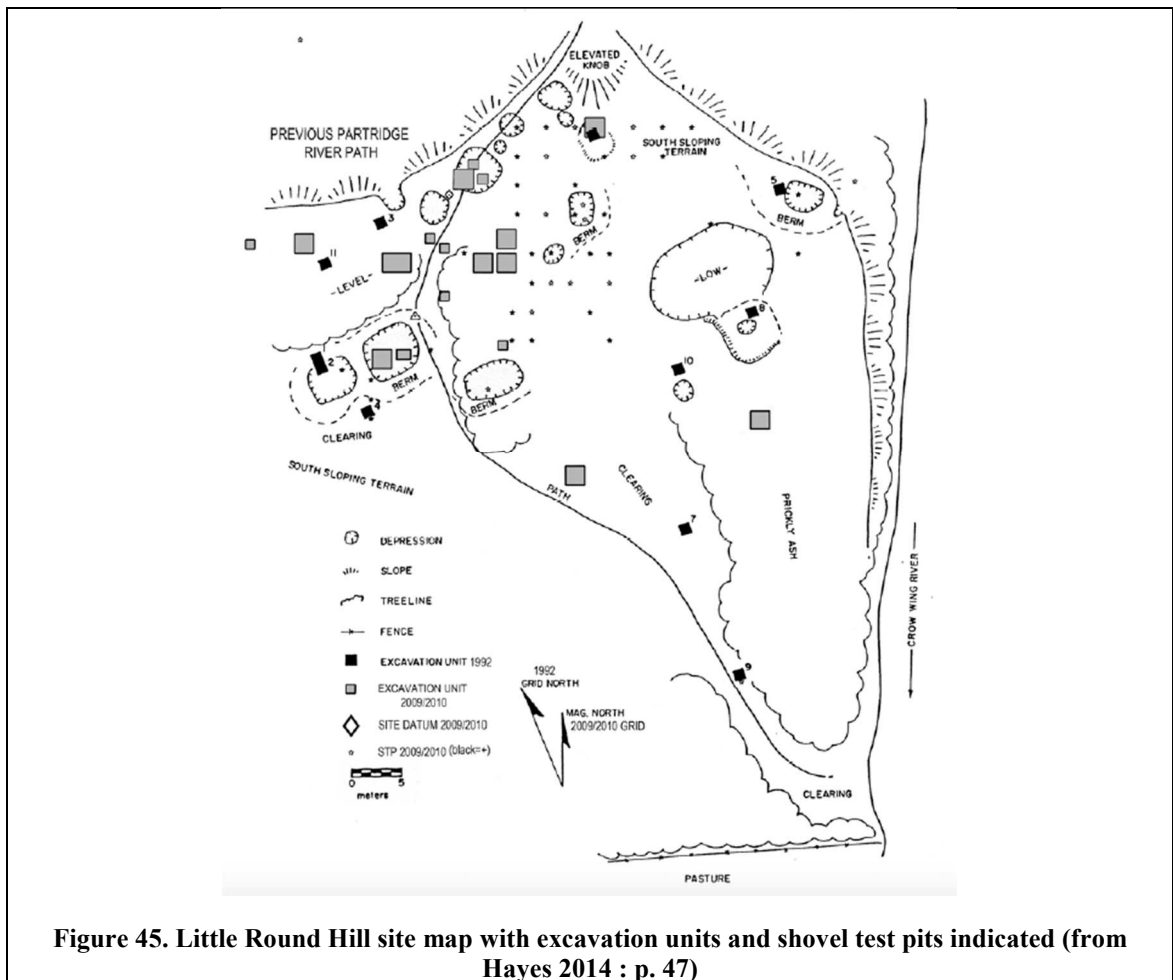 ELEVATED
KNOB
PREVIOUS PARTRIDGE
RIVER PATH
SOUTH SLOPING
TERRAIN
5
BERM
3
11
-LEVEL-
BERM
-LOW-
8
2
BERM
4
10
BERM
CLEARING
SOUTH SLOPING TERRAIN
PATH
CLEARING
7
PRICKLY ASH
CROW WING RIVER
9
DEPRESSION
SLOPE
TREELINE
FENCE
EXCAVATION UNIT 1992
EXCAVATION UNIT
2009/2010
SITE DATUM 2009/2010
STP 2009/2010 (black=+)
0 5
meters
1992
GRID NORTH
MAG. NORTH
2009/2010 GRID
CLEARING
PASTURE
Figure 45. Little Round Hill site map with excavation units and shovel test pits indicated (from
Hayes 2014 : p. 47)